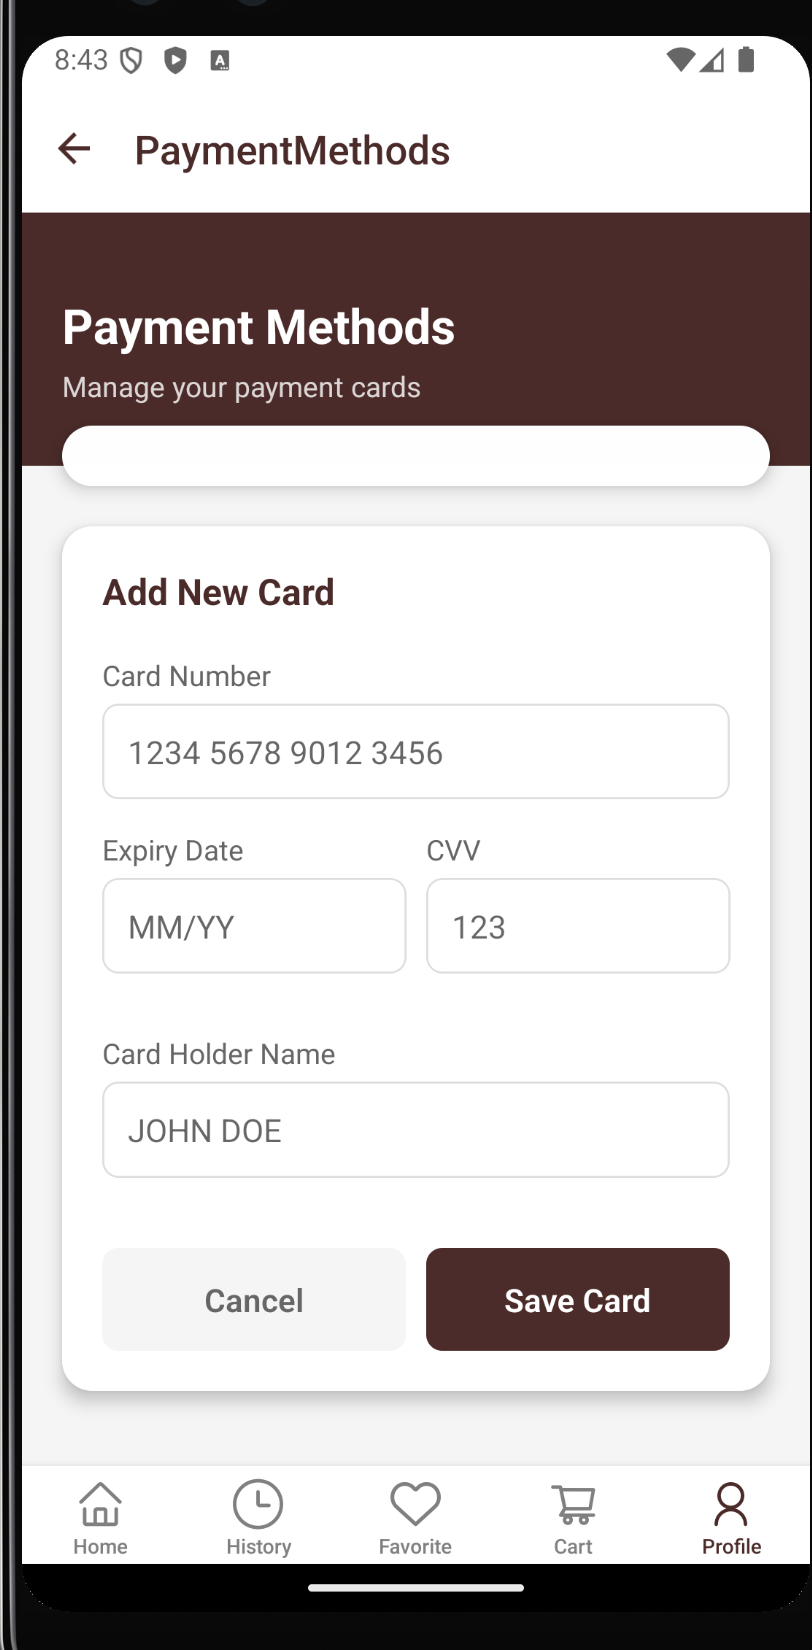 8:43
PaymentMethods
Payment Methods
Manage your payment cards
Add New Card
Card Number
1234 5678 9012 3456
Expiry Date CVV
MM/YY 123
Card Holder Name
JOHN DOE
Cancel Save Card
Home History Favorite Cart Profile